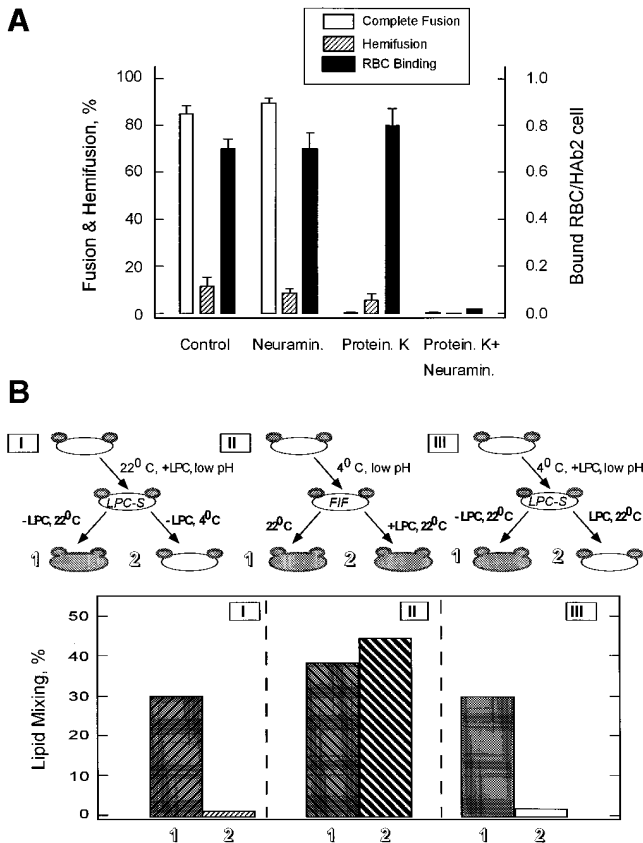 A
Complete Fusion
Hemifusion
RBC Binding
Fusion & Hemifusion, %
100
80
60
40
20
0
Bound RBC/HAb2 cell
1.0
0.8
0.6
0.4
0.2
0.0
Control Neuramin. Protein. K Protein. K+
Neuramin.
B
I II III
22⁰ C, +LPC, low pH 4⁰ C, low pH 4⁰ C, +LPC, low pH
LPC-S FIF LPC-S
-LPC, 22⁰C -LPC, 4⁰C 22⁰C +LPC, 22⁰C -LPC, 22⁰C LPC, 22⁰C
1 2 1 2 1 2
Lipid Mixing, %
50
40
30
20
10
0
I II III
1 2 1 2 1 2